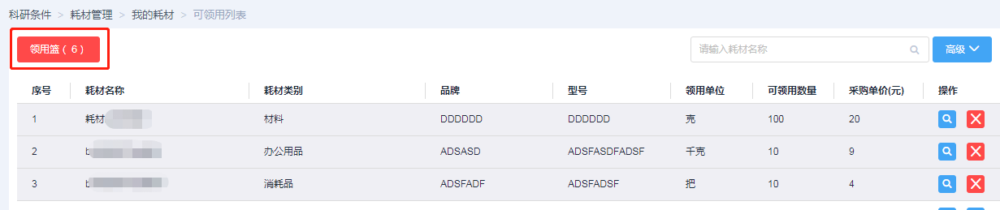 科研条件 > 耗材管理 > 我的耗材 > 可领用列表
领用篮（ 6 ） 请输入耗材名称 高级
序号 耗材名称 耗材类别 品牌 型号 领用单位 可领用数量 采购单价(元) 操作
1 耗材 材料 DDDDDD DDDDDD 克 100 20
2 办公用品 ADSASD ADSFASDFADSF 千克 10 9
3 消耗品 ADSFADF ADSFADSF 把 10 4